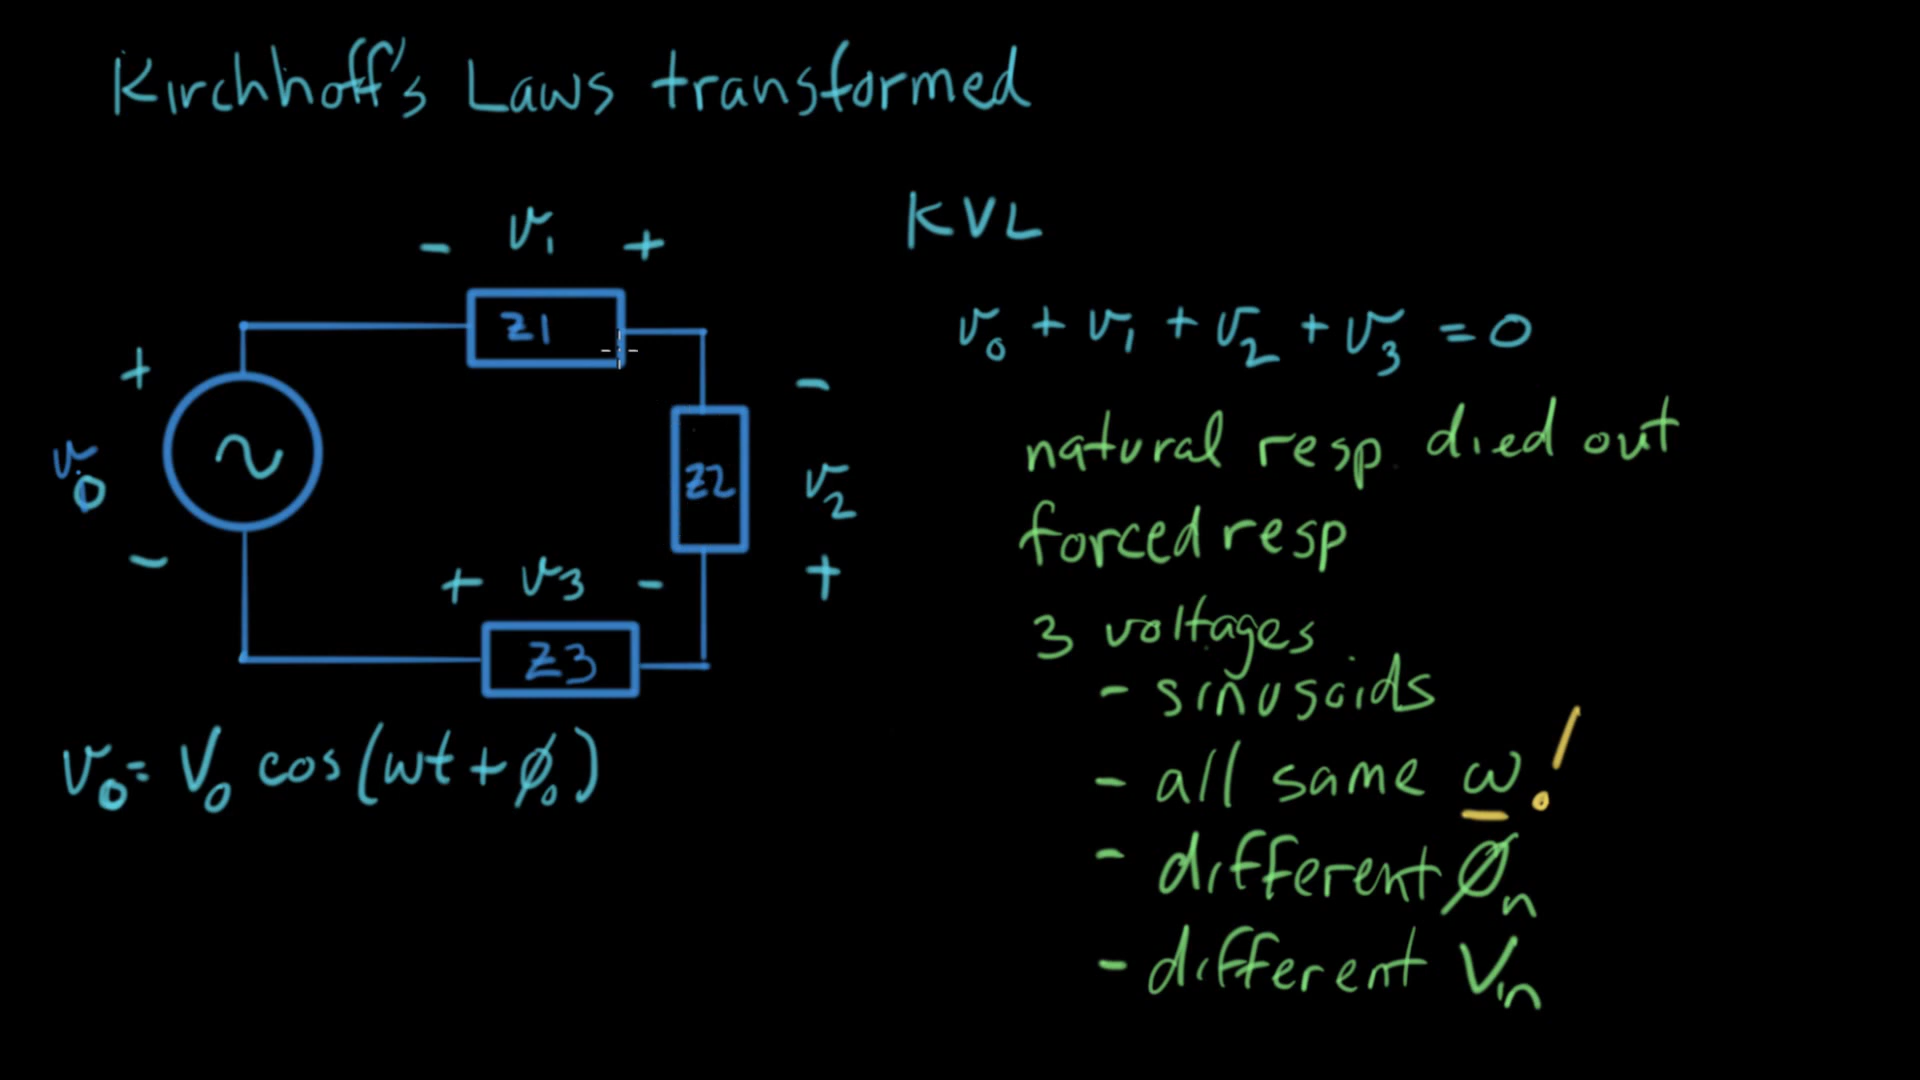 Kirchhoff's Laws transformed
- v1 +
KVL
Z1
v0 + v1 + v2 + v3 = 0
+
-
natural resp died out
v0
Z2
v2
forced resp
-
+ v3 -
+
3 voltages
Z3
- sinusoids
v0 = V0 cos(ωt + ϕ0)
- all same ω!
- different ϕn
- different Vn